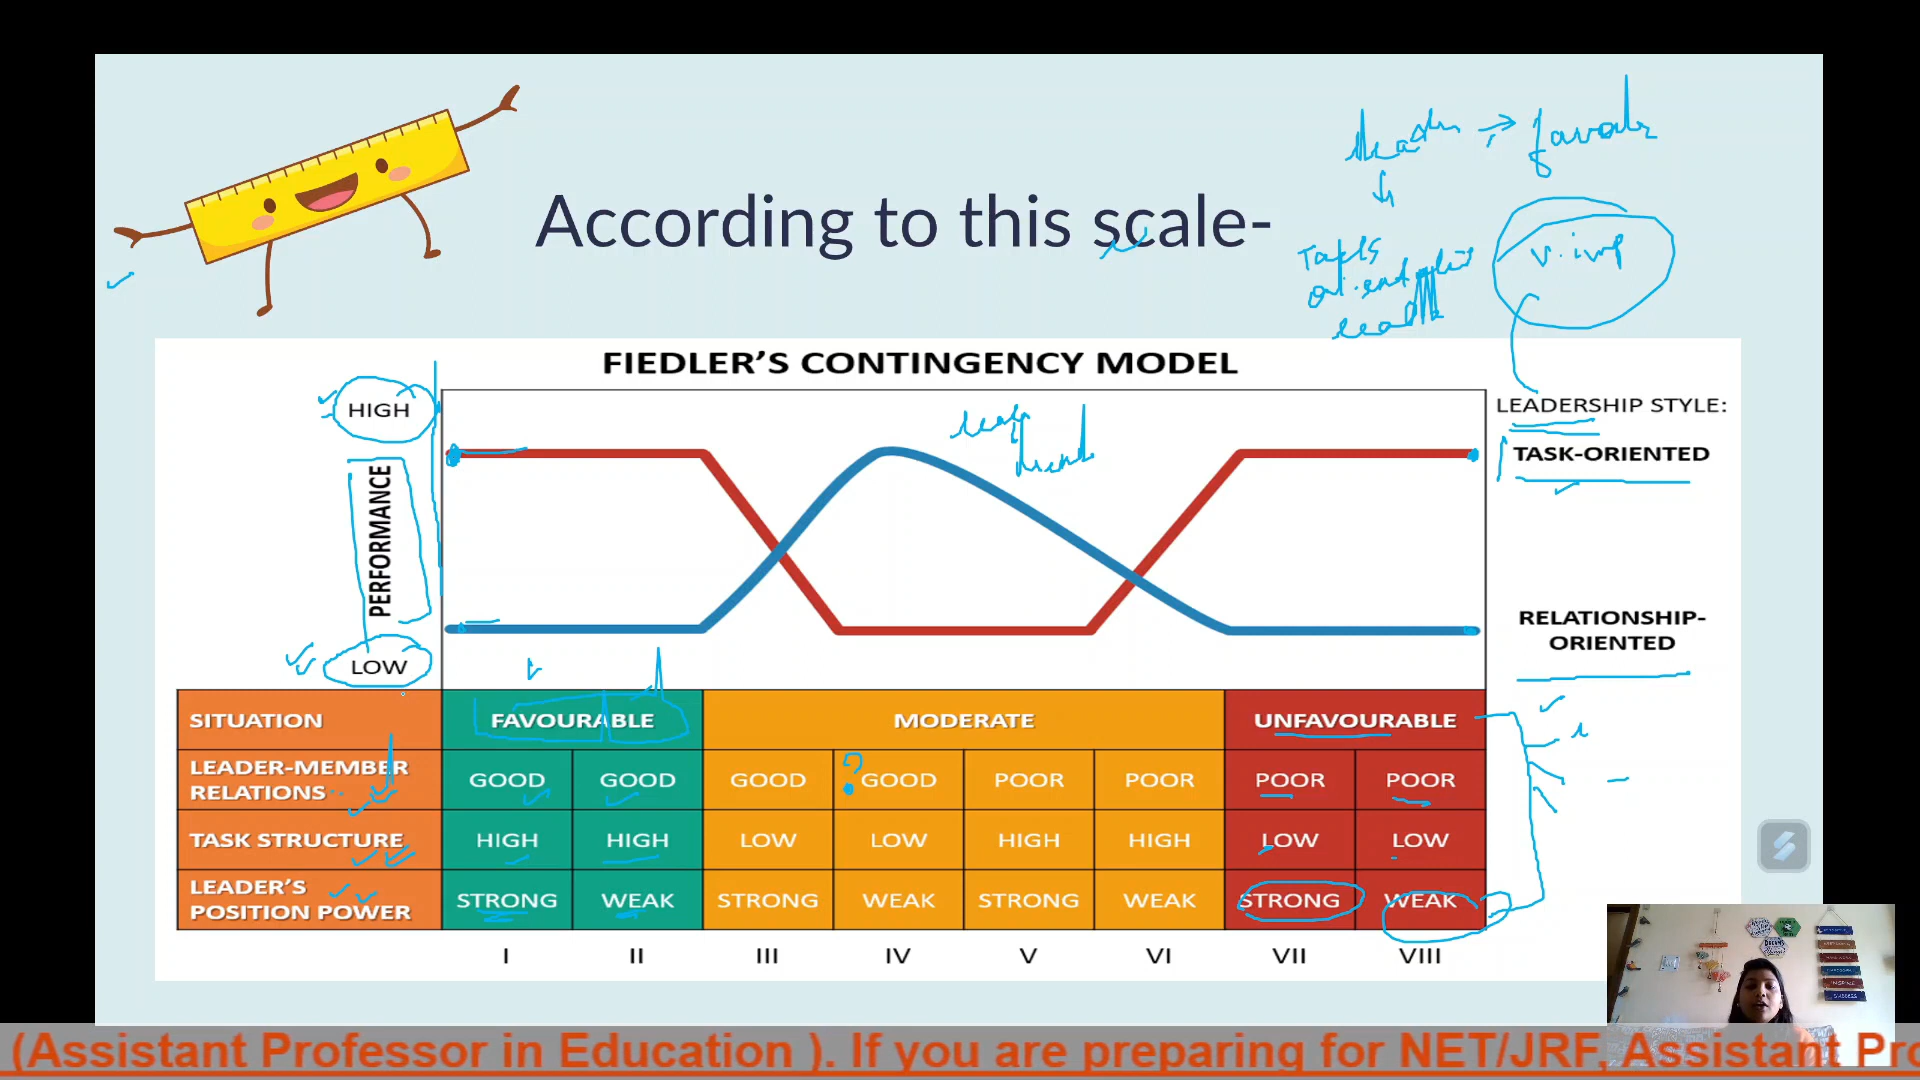 According to this scale-
v.imp
FIEDLER'S CONTINGENCY MODEL
HIGH
PERFORMANCE
LOW
LEADERSHIP STYLE:
TASK-ORIENTED
RELATIONSHIP-
ORIENTED
SITUATION FAVOURABLE MODERATE UNFAVOURABLE
LEADER-MEMBER
RELATIONS GOOD GOOD GOOD GOOD POOR POOR POOR POOR
TASK STRUCTURE HIGH HIGH LOW LOW HIGH HIGH LOW LOW
LEADER'S
POSITION POWER STRONG WEAK STRONG WEAK STRONG WEAK STRONG WEAK
I II III IV V VI VII VIII
(Assistant Professor in Education ). If you are preparing for NET/JRF, Assistant Pro